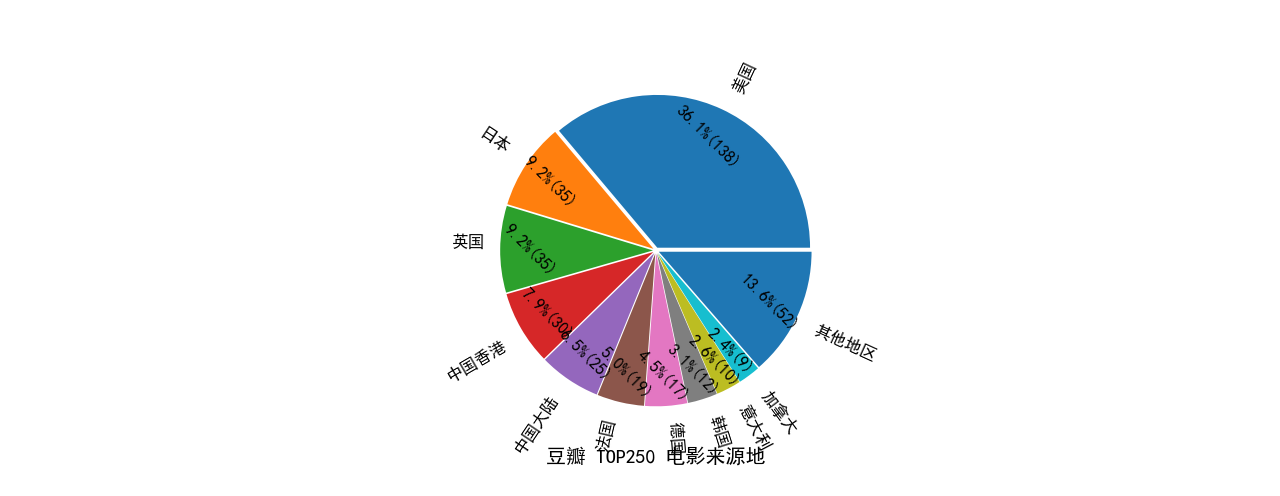 美国
36.1%(138)
日本
9.2%(35)
英国
9.2%(35)
中国香港
7.9%(30)
中国大陆
6.5%(25)
法国
5.0%(19)
德国
4.5%(17)
韩国
3.1%(12)
意大利
2.6%(10)
加拿大
2.4%(9)
其他地区
13.6%(52)
豆瓣 TOP250 电影来源地